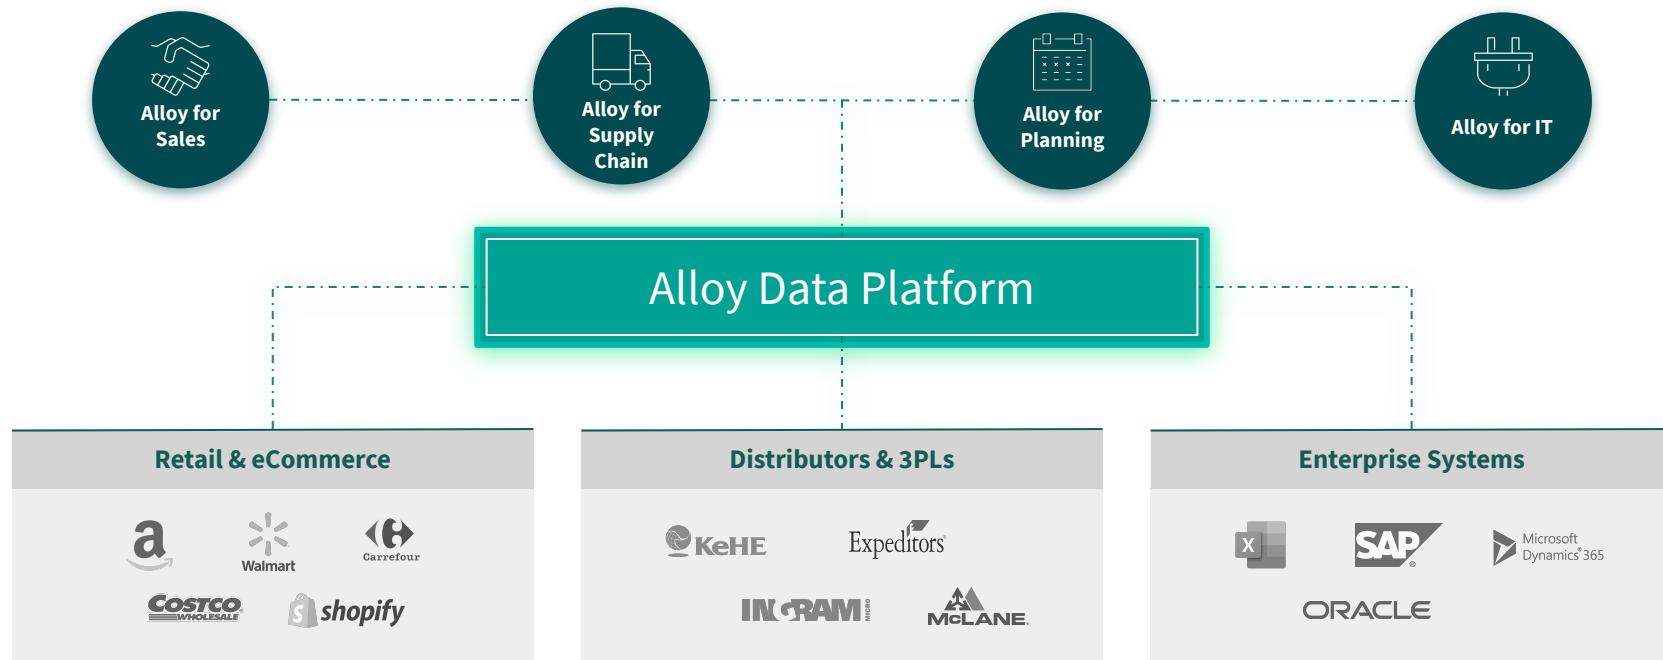 Alloy for
Sales
Alloy for
Supply
Chain
Alloy for
Planning
Alloy for IT
Alloy Data Platform
Retail & eCommerce
Distributors & 3PLs
Enterprise Systems
a
Walmart
Carrefour
COSTCO
WHOLESALE
S shopify
KeHE
Expeditors®
INGRAM MICRO
McLANE.
X
SAP®
Microsoft
Dynamics® 365
ORACLE